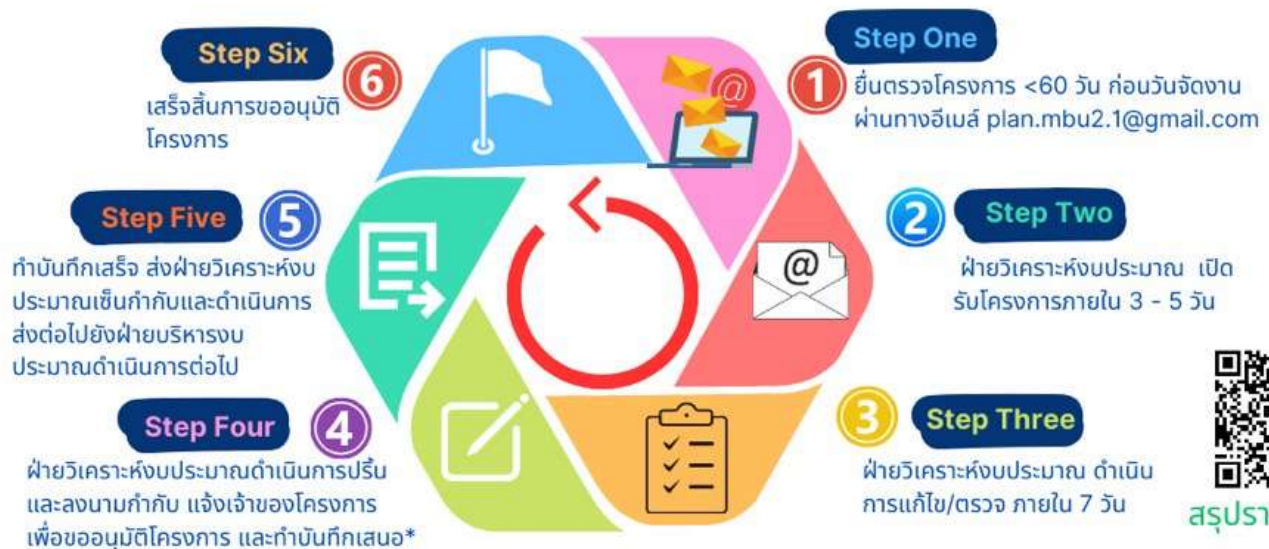 Step One
1
ยื่นตรวจโครงการ <60 วัน ก่อนวันจัดงาน
ผ่านทางอีเมล์ plan.mbu2.1@gmail.com
2
Step Two
ฝ่ายวิเคราะห์งบประมาณ เปิด
รับโครงการภายใน 3 - 5 วัน
3
Step Three
ฝ่ายวิเคราะห์งบประมาณ ดำเนิน
การแก้ไข/ตรวจ ภายใน 7 วัน
Step Four
4
ฝ่ายวิเคราะห์งบประมาณดำเนินการปริ้น
และลงนามกำกับ แจ้งเจ้าของโครงการ
เพื่อขออนุมัติโครงการ และทำบันทึกเสนอ*
Step Five
5
ทำบันทึกเสร็จ ส่งฝ่ายวิเคราะห์งบ
ประมาณเซ็นกำกับและดำเนินการ
ส่งต่อไปยังฝ่ายบริหารงบ
ประมาณดำเนินการต่อไป
Step Six
6
เสร็จสิ้นการขออนุมัติ
โครงการ
@
@